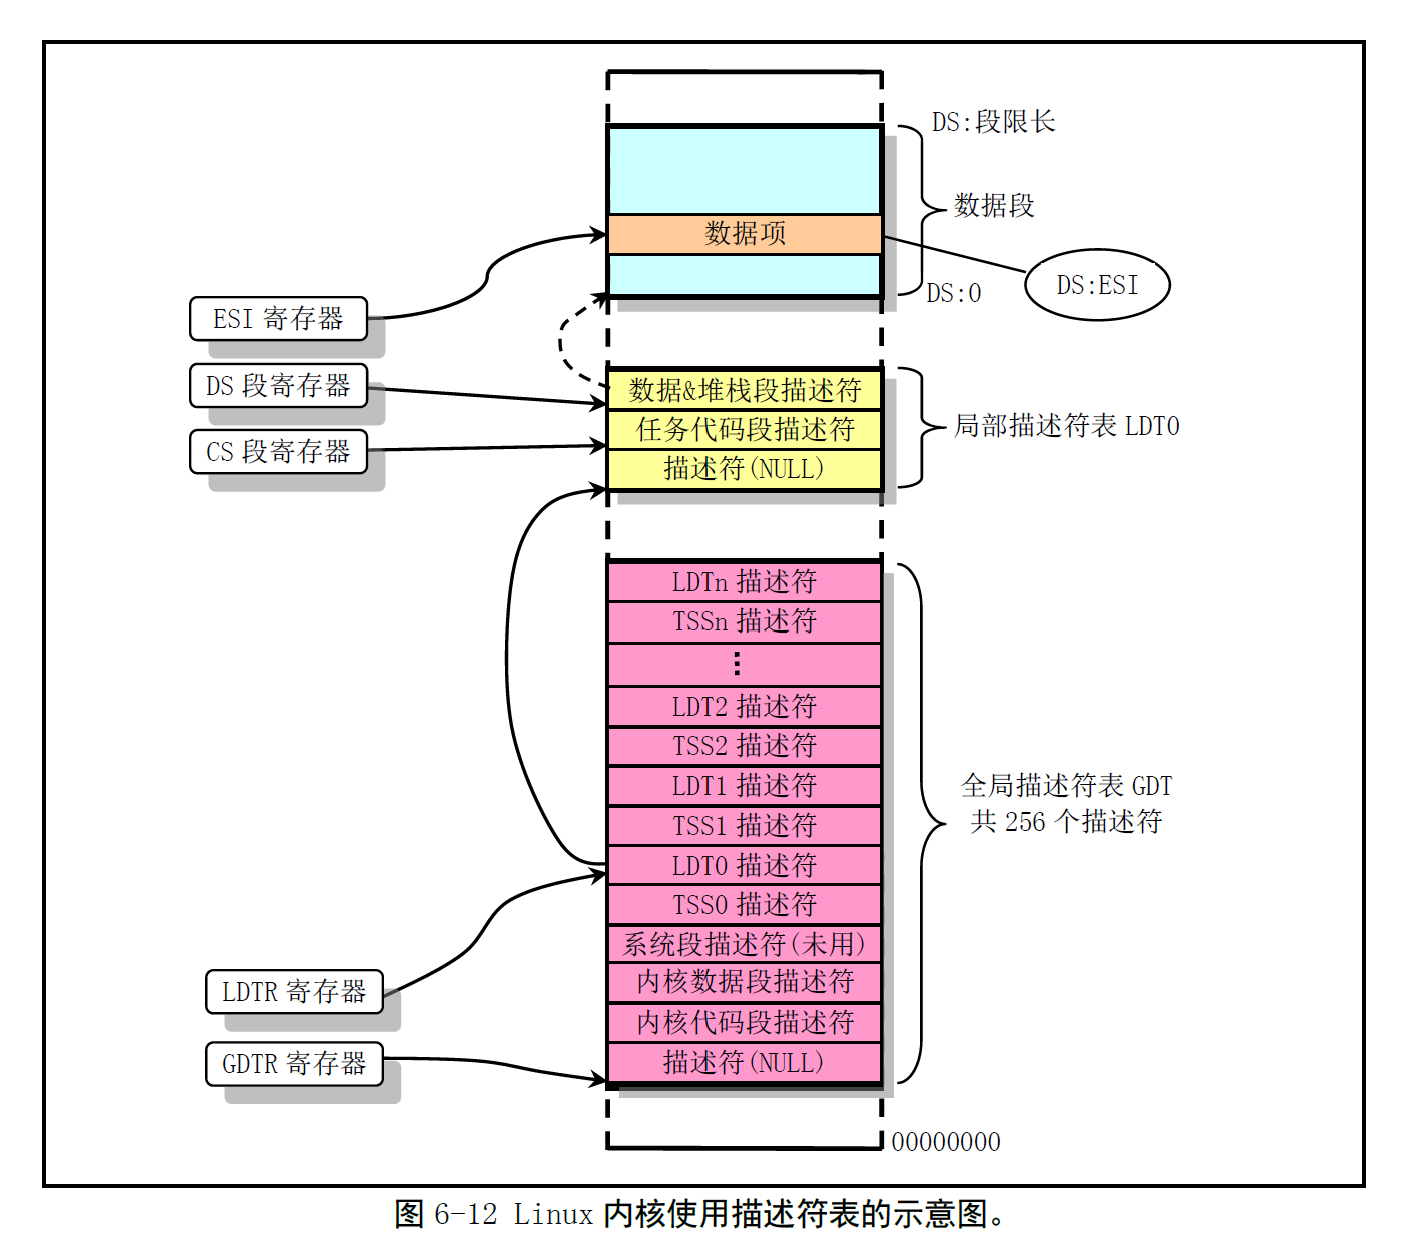 DS:段限长
数据段
数据项
DS:ESI
DS:0
ESI 寄存器
DS 段寄存器
CS 段寄存器
数据&堆栈段描述符
任务代码段描述符
描述符(NULL)
局部描述符表 LDT0
LDTn 描述符
TSSn 描述符
⋮
LDT2 描述符
TSS2 描述符
LDT1 描述符
TSS1 描述符
LDT0 描述符
TSS0 描述符
系统段描述符(未用)
内核数据段描述符
内核代码段描述符
描述符(NULL)
全局描述符表 GDT
共 256 个描述符
LDTR 寄存器
GDTR 寄存器
00000000
图 6-12 Linux 内核使用描述符表的示意图。